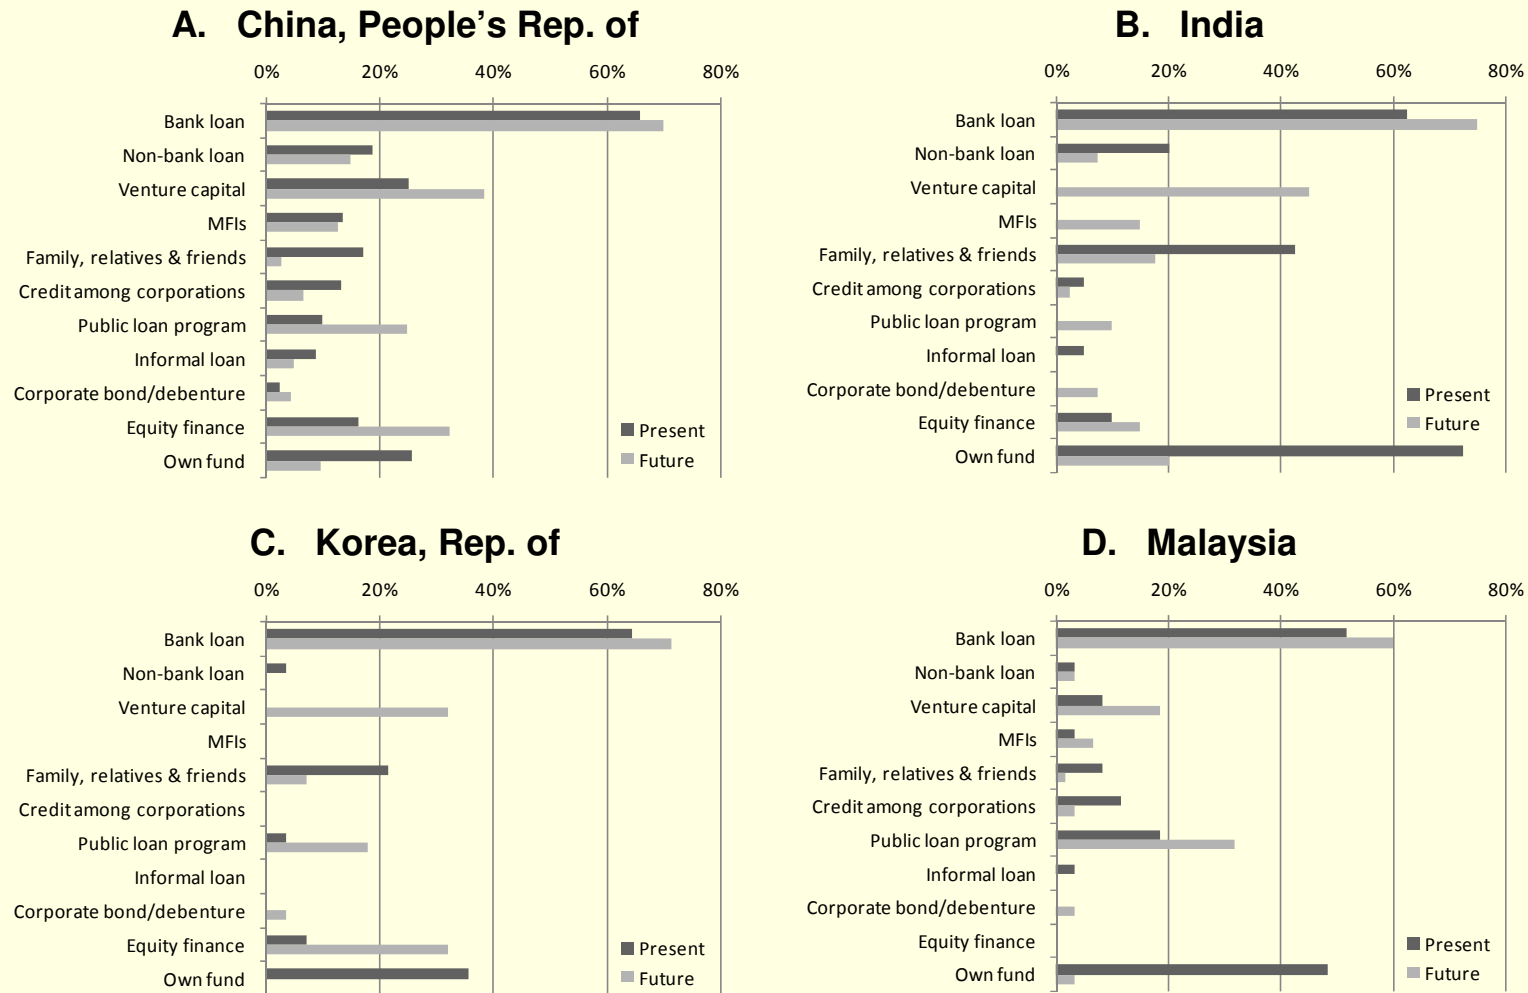 A. China, People’s Rep. of
0% 20% 40% 60% 80%
Bank loan
Non-bank loan
Venture capital
MFIs
Family, relatives & friends
Credit among corporations
Public loan program
Informal loan
Corporate bond/debenture
Equity finance
Own fund
Present
Future
B. India
0% 20% 40% 60% 80%
Bank loan
Non-bank loan
Venture capital
MFIs
Family, relatives & friends
Credit among corporations
Public loan program
Informal loan
Corporate bond/debenture
Equity finance
Own fund
Present
Future
C. Korea, Rep. of
0% 20% 40% 60% 80%
Bank loan
Non-bank loan
Venture capital
MFIs
Family, relatives & friends
Credit among corporations
Public loan program
Informal loan
Corporate bond/debenture
Equity finance
Own fund
Present
Future
D. Malaysia
0% 20% 40% 60% 80%
Bank loan
Non-bank loan
Venture capital
MFIs
Family, relatives & friends
Credit among corporations
Public loan program
Informal loan
Corporate bond/debenture
Equity finance
Own fund
Present
Future